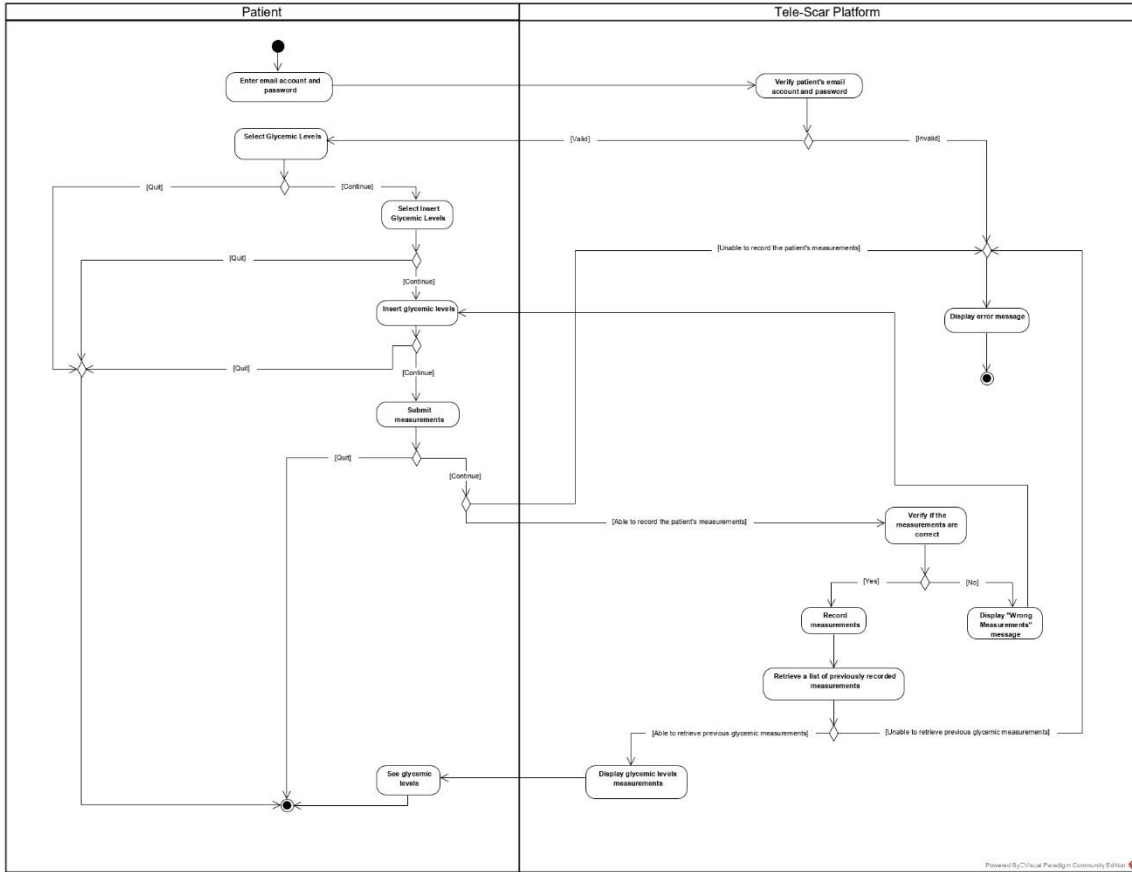 Patient
Tele-Scar Platform
Enter email account and
password
Verify patient's email
account and password
Select Glycemic Levels
[Valid]
[Invalid]
[Quit]
[Continue]
Select Insert
Glycemic Levels
[Unable to record the patient's measurements]
[Quit]
[Continue]
Insert glycemic levels
Display error message
[Quit]
[Continue]
Submit
measurements
[Quit]
[Continue]
[Able to record the patient's measurements]
Verify if the
measurements are
correct
[Yes]
[No]
Record
measurements
Display "Wrong
Measurements"
message
Retrieve a list of previously recorded
measurements
[Able to retrieve previous glycemic measurements]
[Unable to retrieve previous glycemic measurements]
See glycemic
levels
Display glycemic levels
measurements
Powered By Visual Paradigm Community Edition